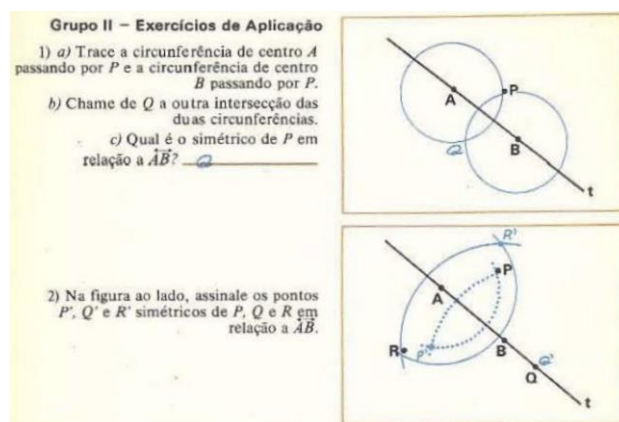 Grupo II — Exercícios de Aplicação
1) a) Trace a circunferência de centro A
passando por P e a circunferência de centro
B passando por P.
b) Chame de Q a outra intersecção das
duas circunferências.
c) Qual é o simétrico de P em
relação a AB? Q
A
P
Q
B
t
2) Na figura ao lado, assinale os pontos
P', Q' e R' simétricos de P, Q e R em
relação a AB.
R'
P
A
R
P'
B
Q'
Q
t